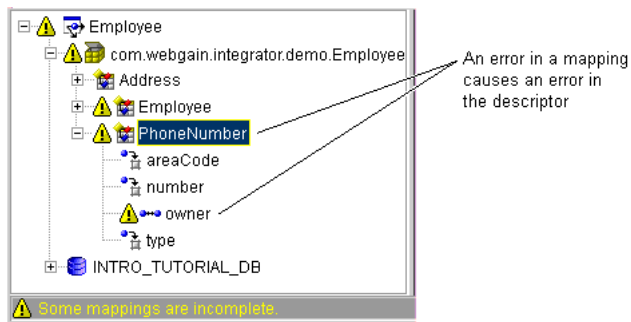 Employee
com.webgain.integrator.demo.Employee
Address
Employee
PhoneNumber
areaCode
number
owner
type
INTRO_TUTORIAL_DB
Some mappings are incomplete.
An error in a mapping
causes an error in
the descriptor